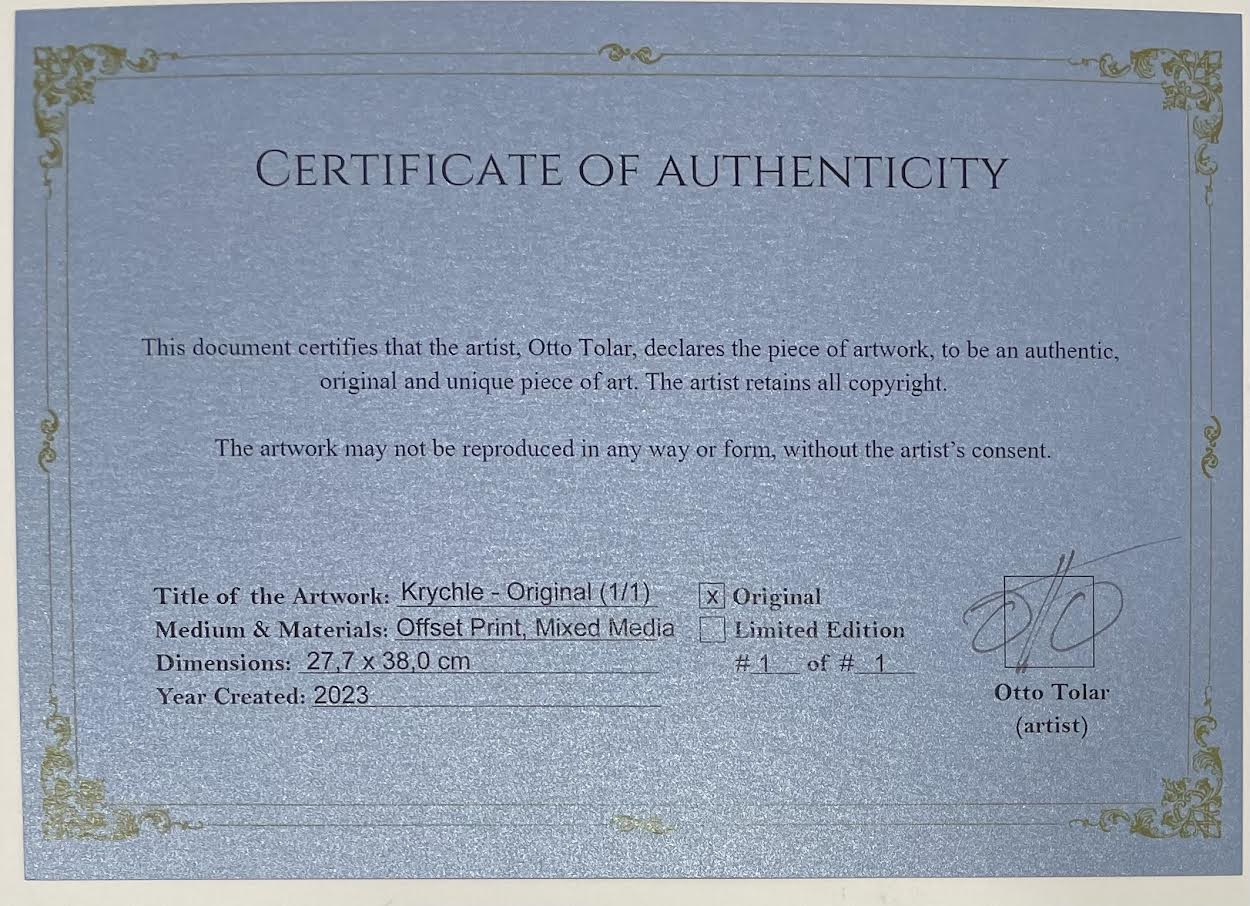 CERTIFICATE OF AUTHENTICITY
This document certifies that the artist, Otto Tolar, declares the piece of artwork, to be an authentic,
original and unique piece of art. The artist retains all copyright.
The artwork may not be reproduced in any way or form, without the artist's consent.
Title of the Artwork: Krychle - Original (1/1)
Medium & Materials: Offset Print, Mixed Media
Dimensions: 27,7 x 38,0 cm
Year Created: 2023
x Original
Limited Edition
# 1 of # 1
Otto Tolar
(artist)